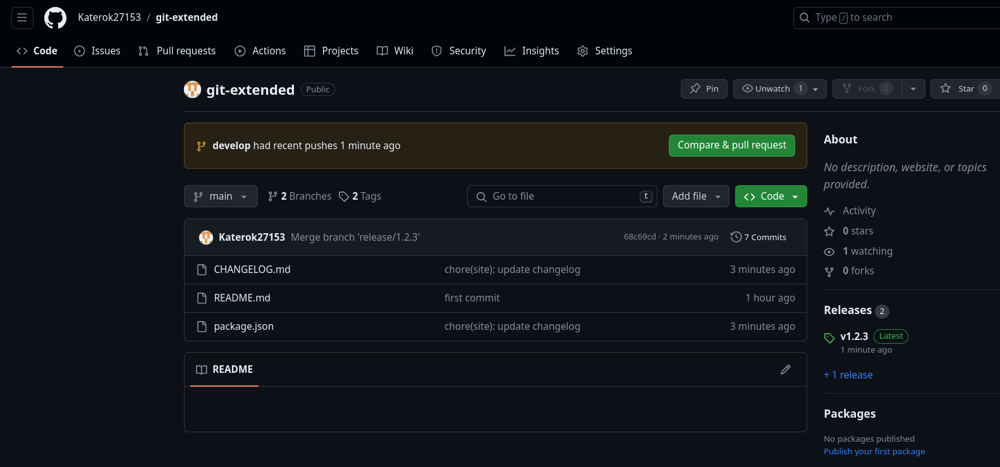 Katerok27153 / git-extended
Type / to search
Code Issues Pull requests Actions Projects Wiki Security Insights Settings
git-extended Public
Pin Unwatch 1 Fork 0 Star 0
develop had recent pushes 1 minute ago Compare & pull request
main 2 Branches 2 Tags Go to file t Add file Code
Katerok27153 Merge branch 'release/1.2.3' 68c69cd · 2 minutes ago 7 Commits
CHANGELOG.md chore(site): update changelog 3 minutes ago
README.md first commit 1 hour ago
package.json chore(site): update changelog 3 minutes ago
README
About
No description, website, or topics
provided.
Activity
0 stars
1 watching
0 forks
Releases 2
v1.2.3 Latest
1 minute ago
+ 1 release
Packages
No packages published
Publish your first package